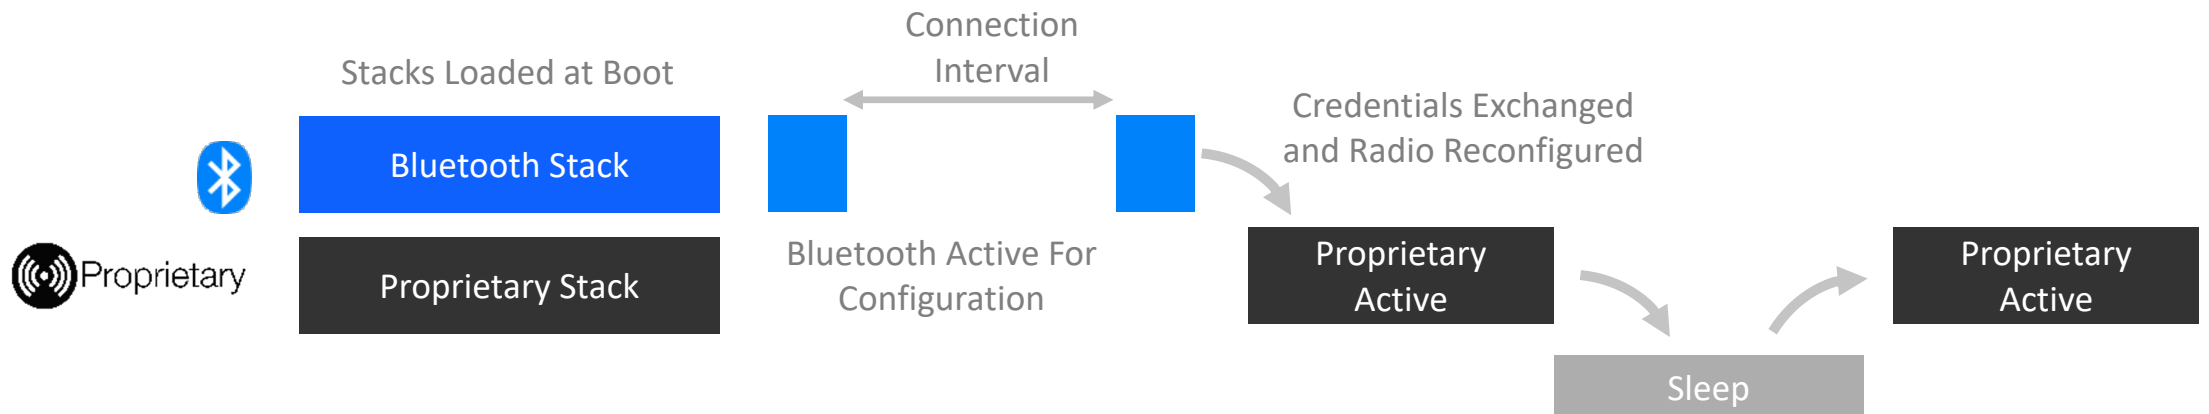 Stacks Loaded at Boot
Connection
Interval
Credentials Exchanged
and Radio Reconfigured
Bluetooth Stack
Proprietary
Proprietary Stack
Bluetooth Active For
Configuration
Proprietary
Active
Sleep
Proprietary
Active